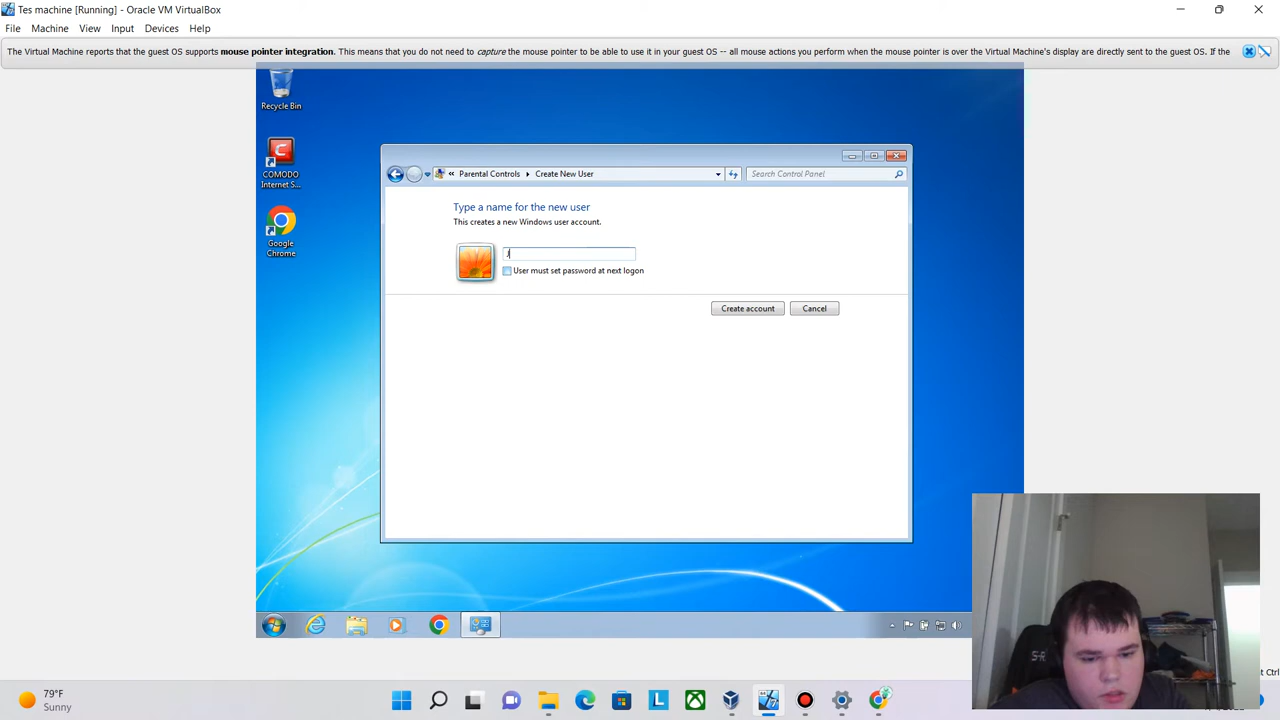 Tes machine [Running] - Oracle VM VirtualBox
File Machine View Input Devices Help
The Virtual Machine reports that the guest OS supports mouse pointer integration. This means that you do not need to capture the mouse pointer to be able to use it in your guest OS -- all mouse actions you perform when the mouse pointer is over the Virtual Machine's display are directly sent to the guest OS. If the
Recycle Bin
COMODO
Internet S...
Google
Chrome
« Parental Controls Create New User
Search Control Panel
Type a name for the new user
This creates a new Windows user account.
User must set password at next logon
Create account Cancel
79°F
Sunny